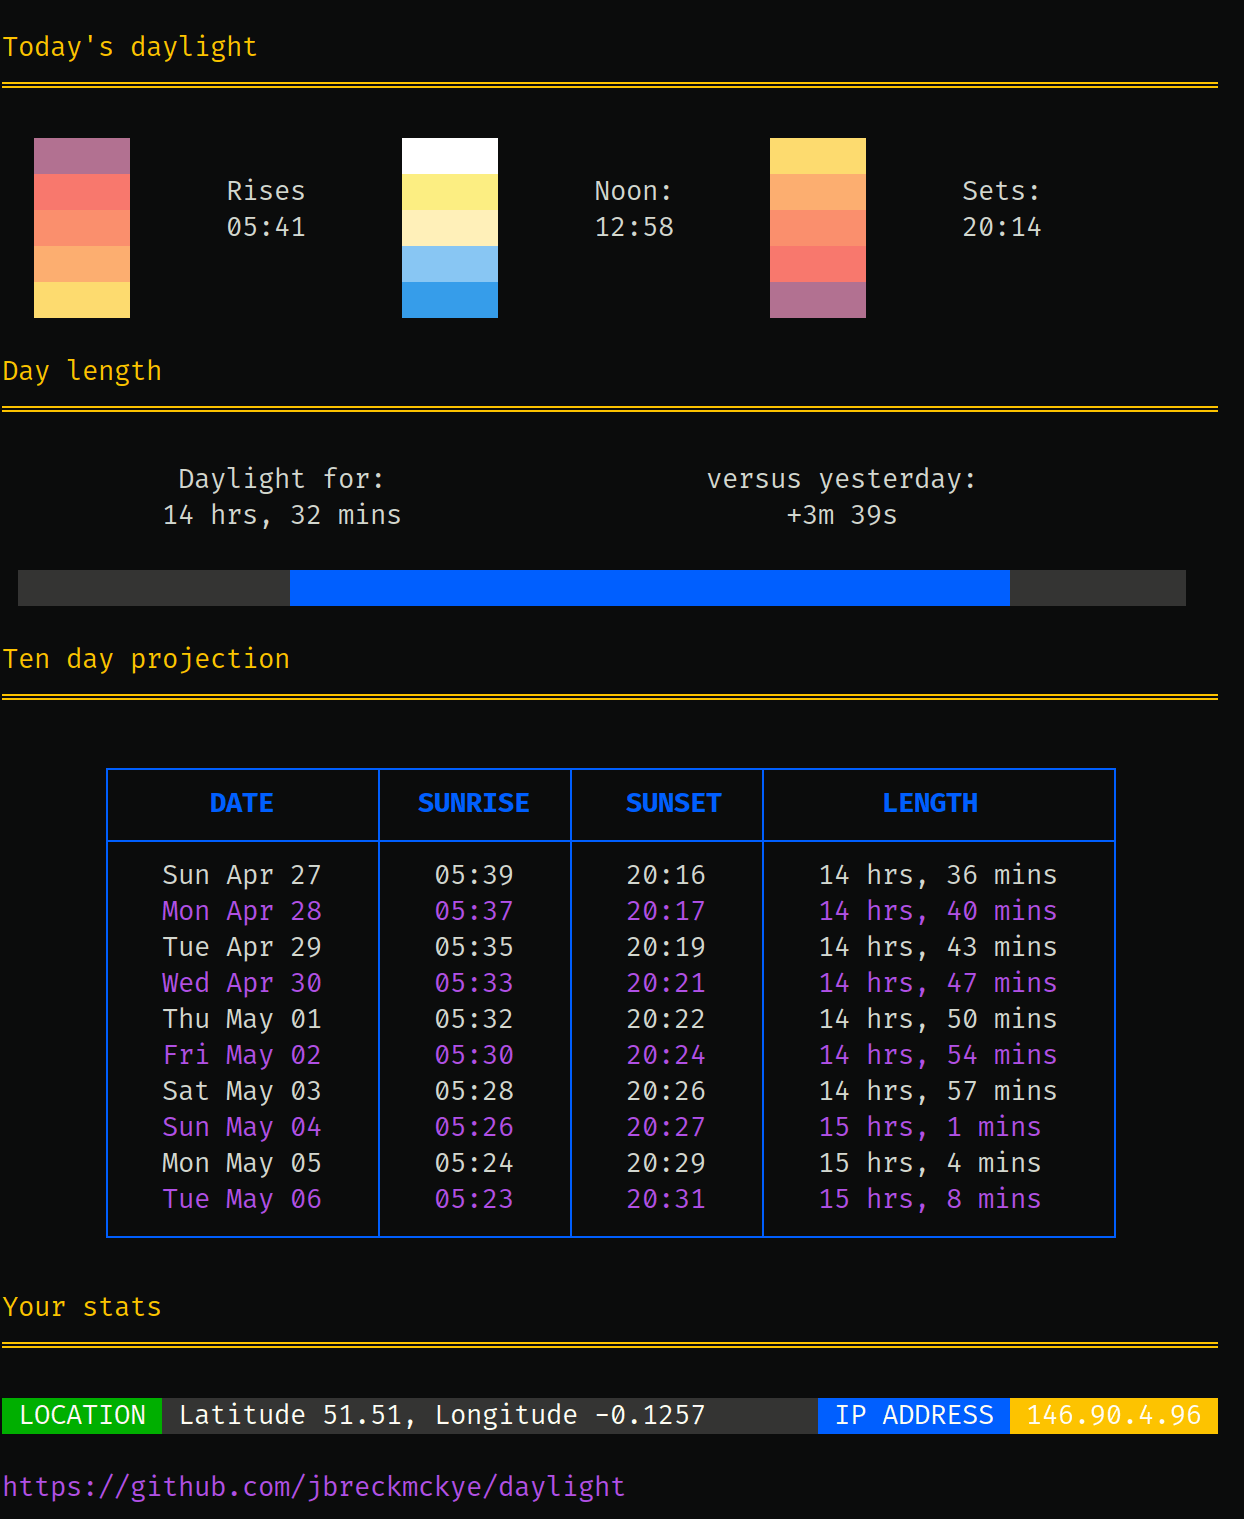 Today's daylight
Rises Noon: Sets:
05:41 12:58 20:14
Day length
Daylight for: versus yesterday:
14 hrs, 32 mins +3m 39s
Ten day projection
DATE SUNRISE SUNSET LENGTH
Sun Apr 27 05:39 20:16 14 hrs, 36 mins
Mon Apr 28 05:37 20:17 14 hrs, 40 mins
Tue Apr 29 05:35 20:19 14 hrs, 43 mins
Wed Apr 30 05:33 20:21 14 hrs, 47 mins
Thu May 01 05:32 20:22 14 hrs, 50 mins
Fri May 02 05:30 20:24 14 hrs, 54 mins
Sat May 03 05:28 20:26 14 hrs, 57 mins
Sun May 04 05:26 20:27 15 hrs, 1 mins
Mon May 05 05:24 20:29 15 hrs, 4 mins
Tue May 06 05:23 20:31 15 hrs, 8 mins
Your stats
LOCATION Latitude 51.51, Longitude -0.1257 IP ADDRESS 146.90.4.96
https://github.com/jbreckmckye/daylight